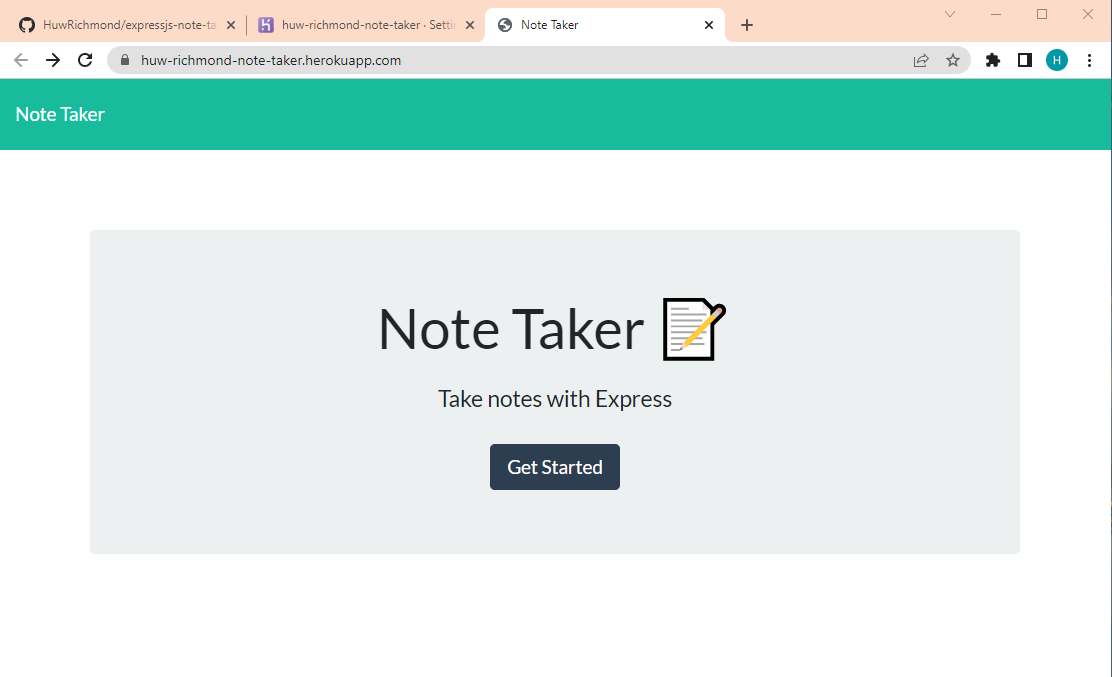 HuwRichmond/expressjs-note-ta
huw-richmond-note-taker · Setti
Note Taker
huw-richmond-note-taker.herokuapp.com
H
Note Taker
Note Taker
Take notes with Express
Get Started